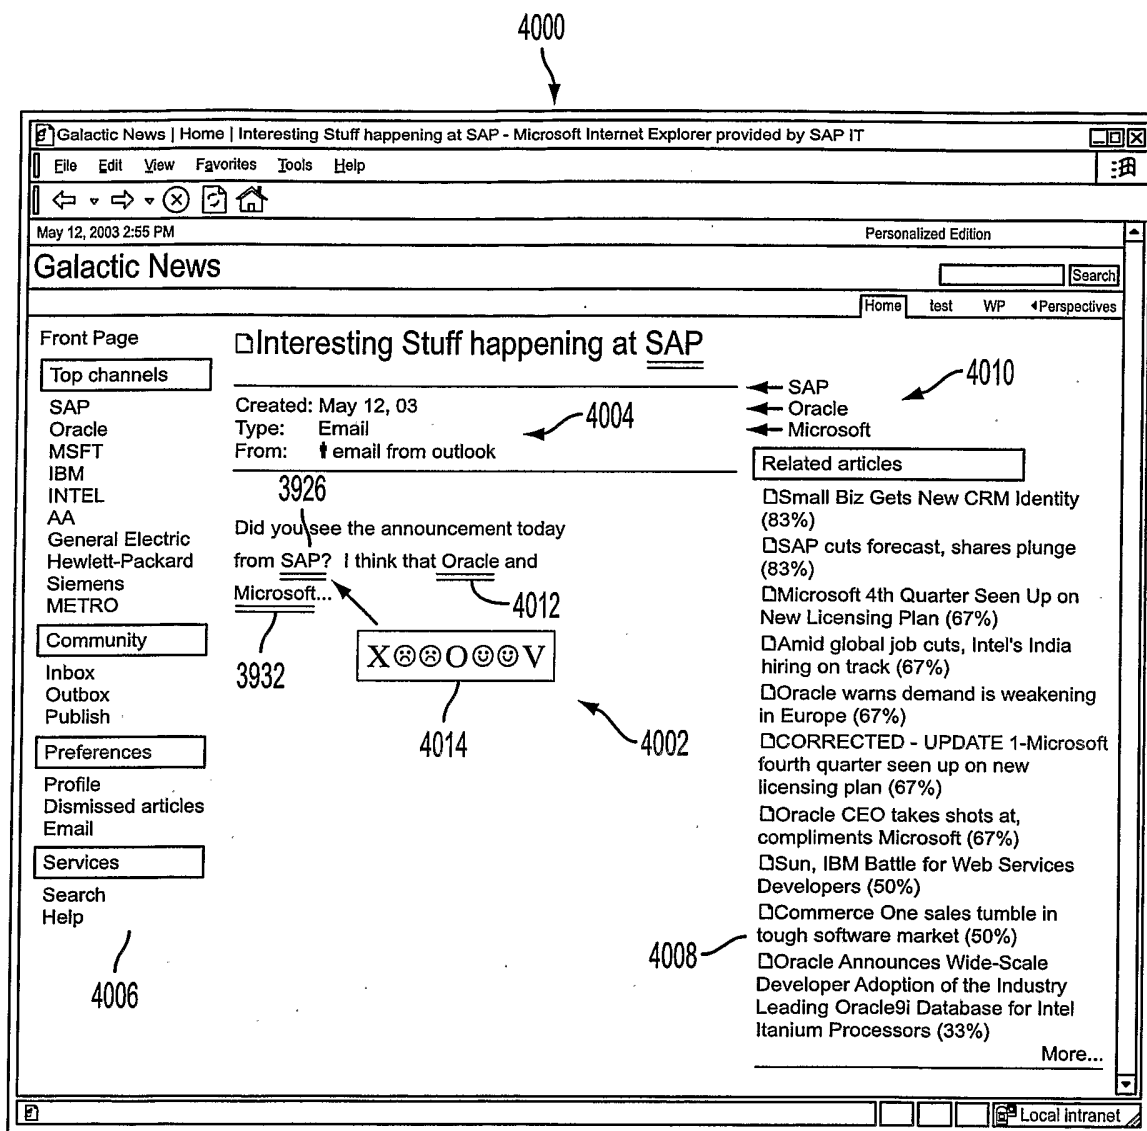 4000
Galactic News | Home | Interesting Stuff happening at SAP - Microsoft Internet Explorer provided by SAP IT
File Edit View Favorites Tools Help
May 12, 2003 2:55 PM Personalized Edition
Galactic News
Search
Home test WP Perspectives
Front Page
Top channels
SAP
Oracle
MSFT
IBM
INTEL
AA
General Electric
Hewlett-Packard
Siemens
METRO
Community
Inbox
Outbox
Publish
Preferences
Profile
Dismissed articles
Email
Services
Search
Help
4006
Interesting Stuff happening at SAP
Created: May 12, 03
Type: Email
From: email from outlook
4004
3926
Did you see the announcement today
from SAP? I think that Oracle and
Microsoft...
4012
3932
X☹☹O☺☺V
4014
4002
SAP
Oracle
Microsoft
4010
Related articles
Small Biz Gets New CRM Identity
(83%)
SAP cuts forecast, shares plunge
(83%)
Microsoft 4th Quarter Seen Up on
New Licensing Plan (67%)
Amid global job cuts, Intel's India
hiring on track (67%)
Oracle warns demand is weakening
in Europe (67%)
CORRECTED - UPDATE 1-Microsoft
fourth quarter seen up on new
licensing plan (67%)
Oracle CEO takes shots at,
compliments Microsoft (67%)
Sun, IBM Battle for Web Services
Developers (50%)
Commerce One sales tumble in
tough software market (50%)
4008
Oracle Announces Wide-Scale
Developer Adoption of the Industry
Leading Oracle9i Database for Intel
Itanium Processors (33%)
More...
Local intranet